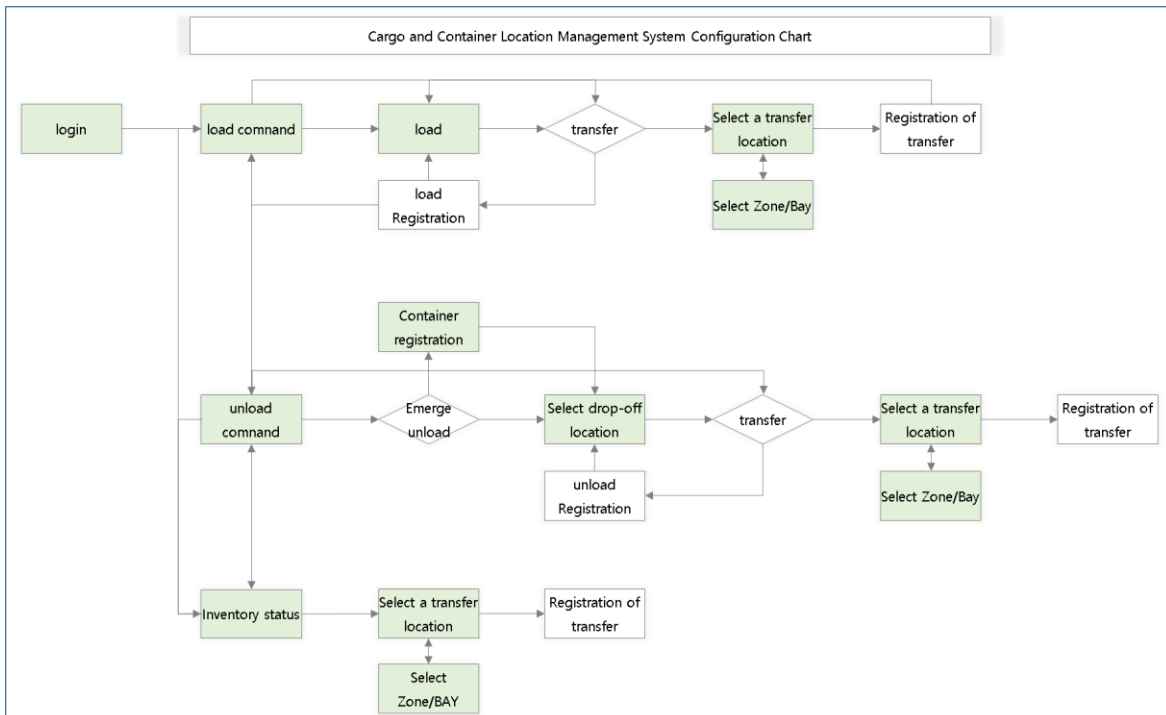 Cargo and Container Location Management System Configuration Chart
login
load command
load
transfer
Select a transfer
location
Registration of
transfer
load
Registration
Select Zone/Bay
Container
registration
unload
command
Emerge
unload
Select drop-off
location
transfer
Select a transfer
location
Registration of
transfer
unload
Registration
Select Zone/Bay
Inventory status
Select a transfer
location
Registration of
transfer
Select
Zone/BAY